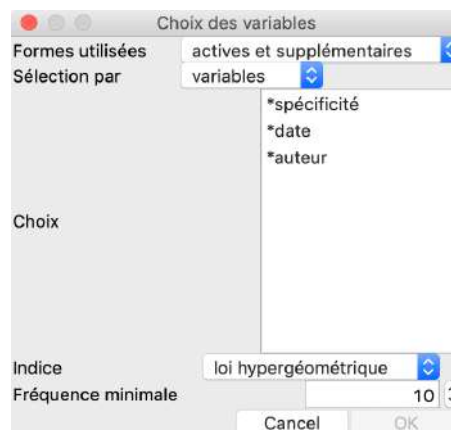 Choix des variables
Formes utilisées actives et supplémentaires
Sélection par variables
*spécificité
*date
*auteur
Choix
Indice loi hypergéométrique
Fréquence minimale 10
Cancel OK